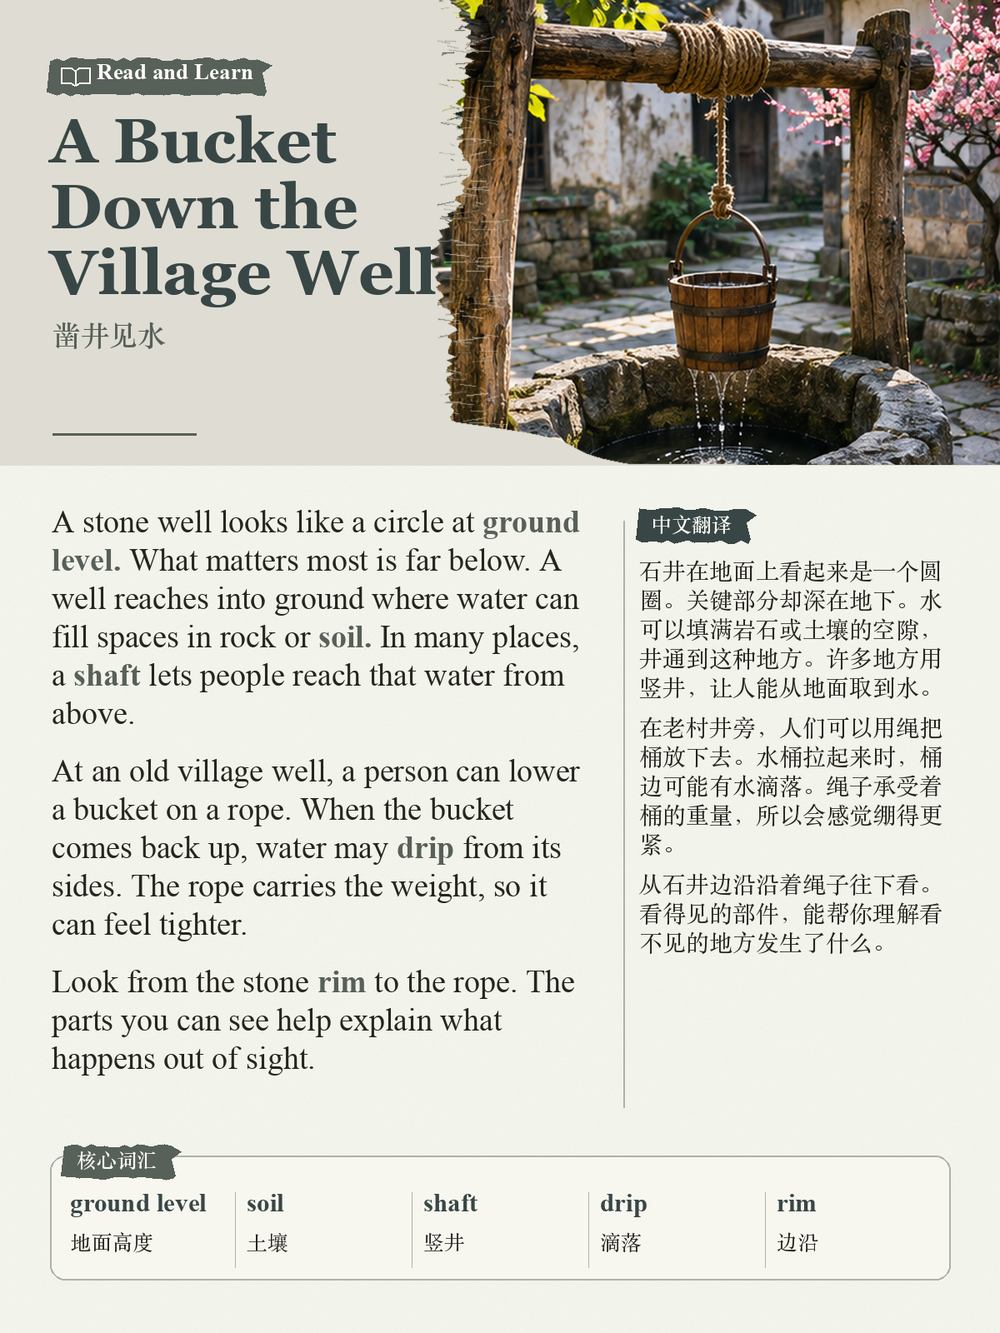 Read and Learn
A Bucket
Down the
Village Well
凿井见水
A stone well looks like a circle at ground
level. What matters most is far below. A
well reaches into ground where water can
fill spaces in rock or soil. In many places,
a shaft lets people reach that water from
above.
At an old village well, a person can lower
a bucket on a rope. When the bucket
comes back up, water may drip from its
sides. The rope carries the weight, so it
can feel tighter.
Look from the stone rim to the rope. The
parts you can see help explain what
happens out of sight.
中文翻译
石井在地面上看起来是一个圆
圈。关键部分却深在地下。水
可以填满岩石或土壤的空隙，
井通到这种地方。许多地方用
竖井，让人能从地面取到水。
在老村井旁，人们可以用绳把
桶放下去。水桶拉起来时，桶
边可能有水滴落。绳子承受着
桶的重量，所以会感觉绷得更
紧。
从石井边沿沿着绳子往下看。
看得见的部件，能帮你理解看
不见的地方发生了什么。
核心词汇
ground level
地面高度
soil
土壤
shaft
竖井
drip
滴落
rim
边沿